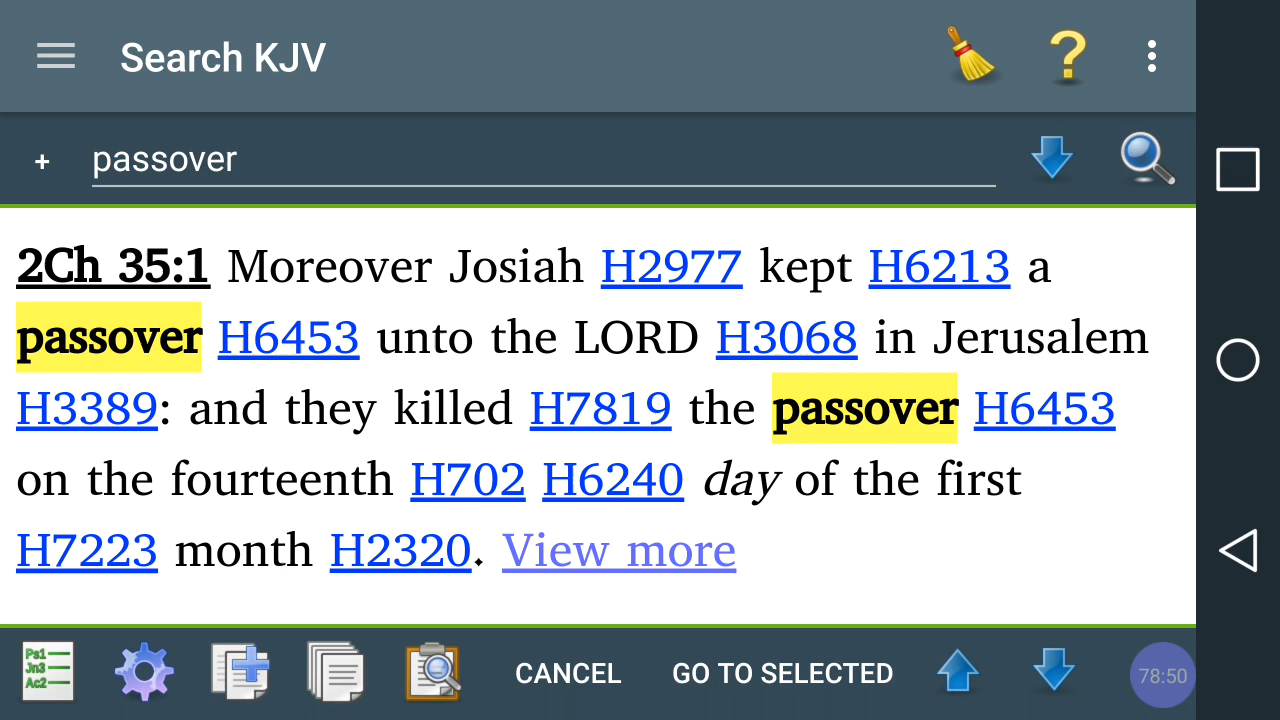 Search KJV
+ passover
2Ch 35:1 Moreover Josiah H2977 kept H6213 a
passover H6453 unto the LORD H3068 in Jerusalem
H3389: and they killed H7819 the passover H6453
on the fourteenth H702 H6240 day of the first
H7223 month H2320. View more
Ps1
Jn3
Ac2
CANCEL GO TO SELECTED 78:50